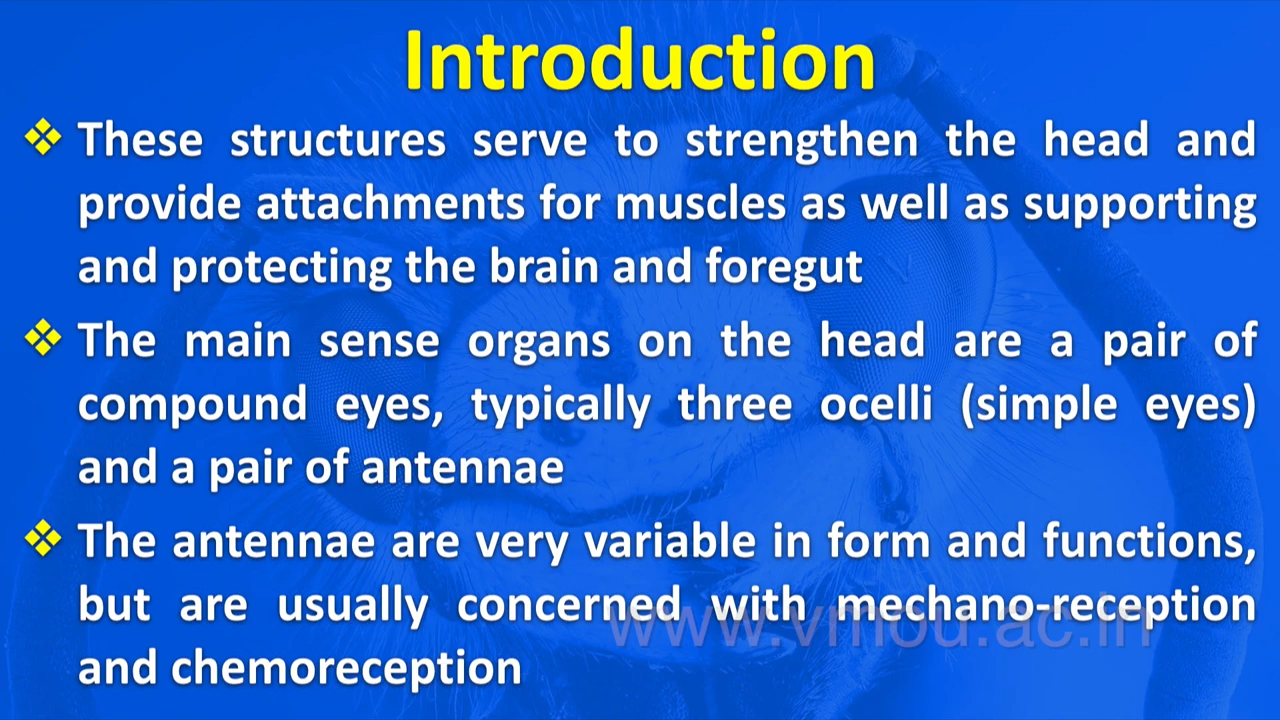 Introduction
❖ These structures serve to strengthen the head and
provide attachments for muscles as well as supporting
and protecting the brain and foregut
❖ The main sense organs on the head are a pair of
compound eyes, typically three ocelli (simple eyes)
and a pair of antennae
❖ The antennae are very variable in form and functions,
but are usually concerned with mechano-reception
www.vmou.ac.in
and chemoreception